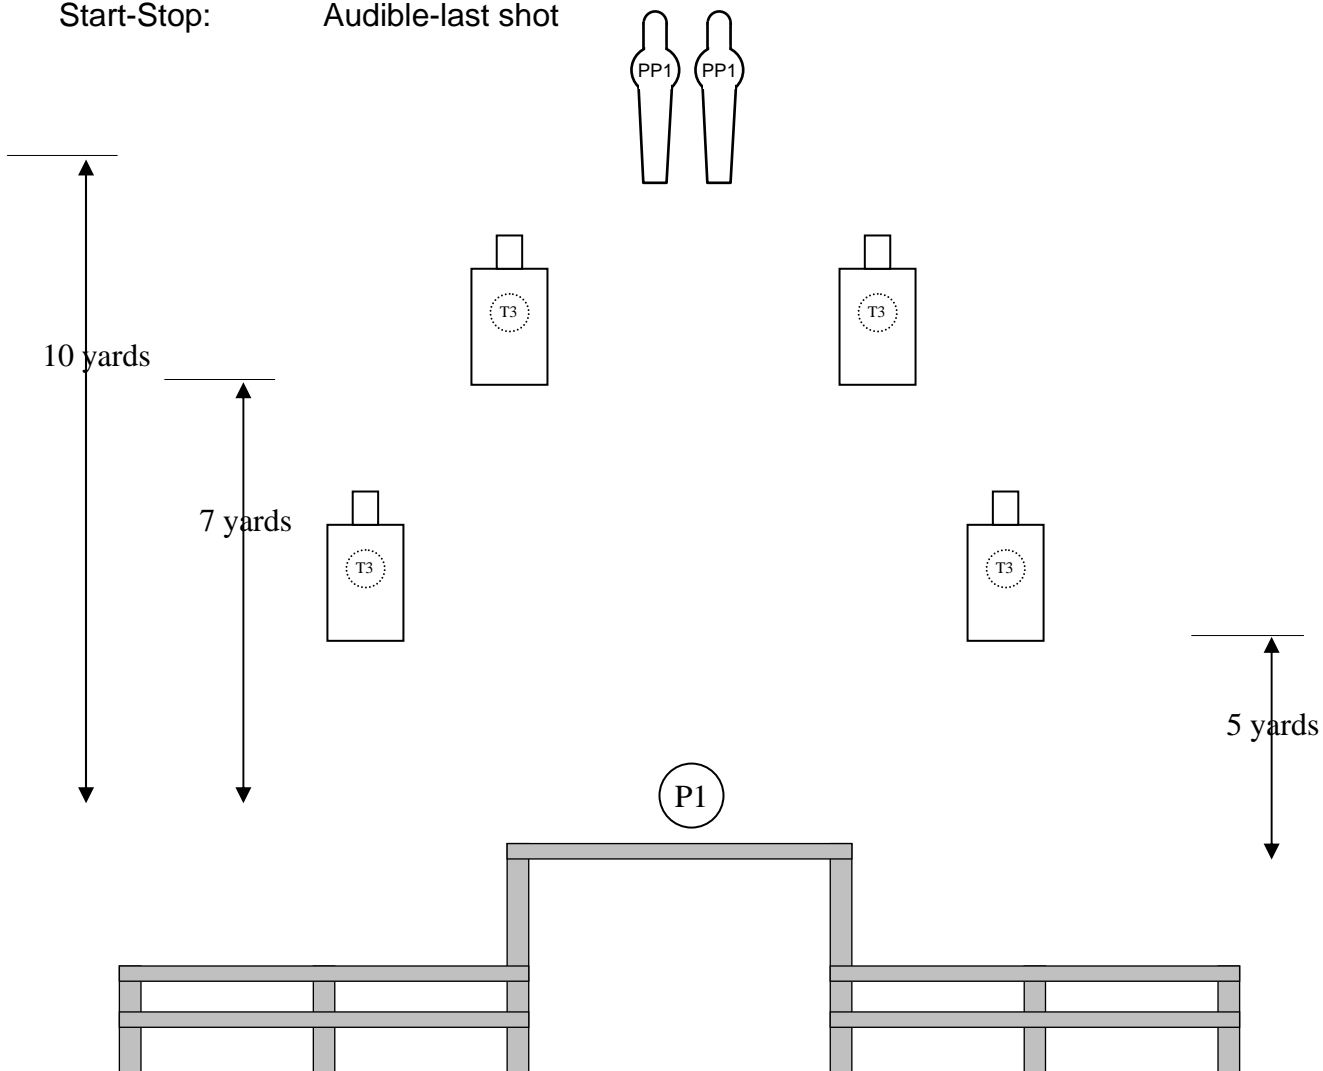 Start-Stop: Audible-last shot
PP1 PP1
T3 T3
10 yards
7 yards
T3 T3
5 yards
P1